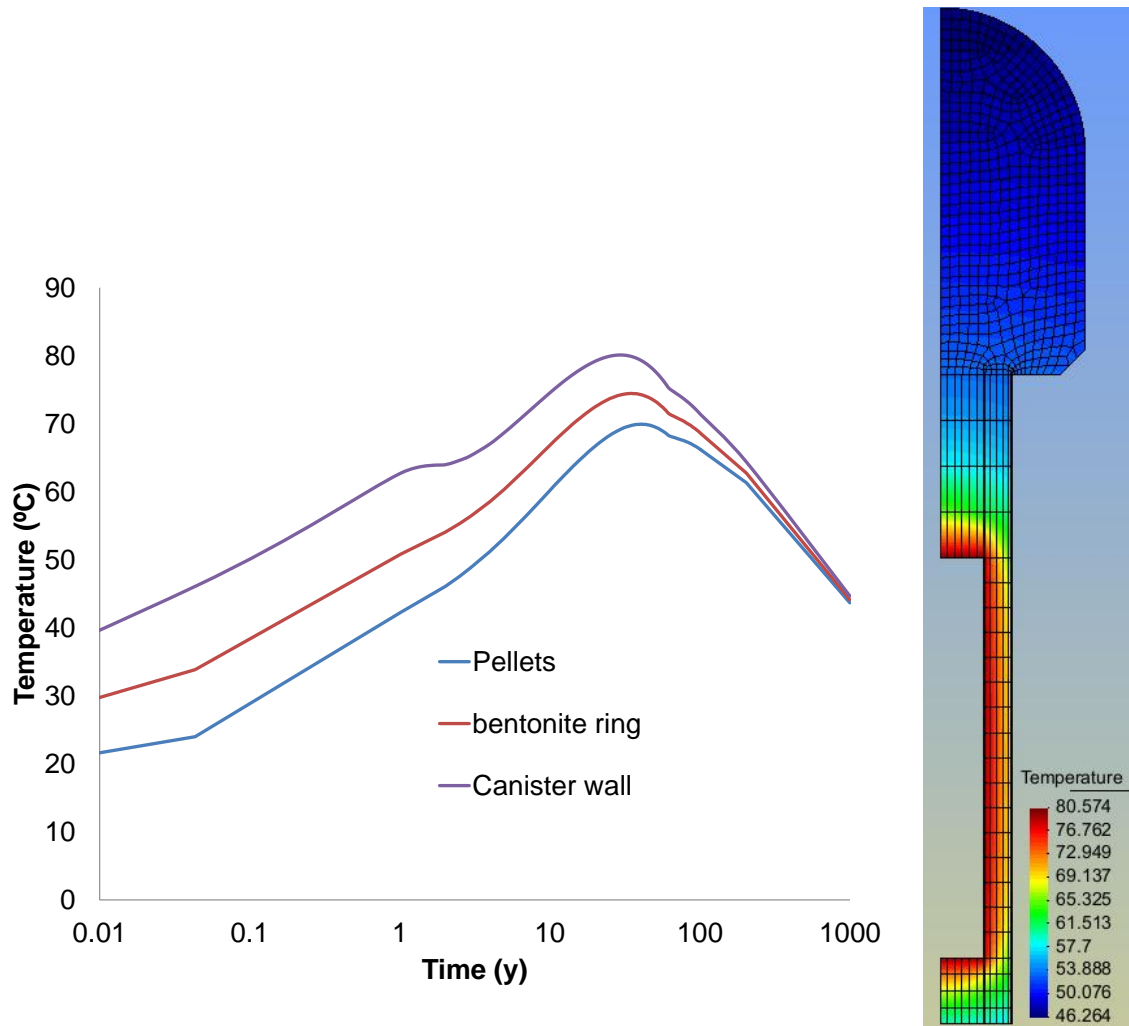 90
80
70
60
50
40
30
20
10
0
Temperature (ºC)
Pellets
bentonite ring
Canister wall
0.01 0.1 1 10 100 1000
Time (y)
Temperature
80.574
76.762
72.949
69.137
65.325
61.513
57.7
53.888
50.076
46.264